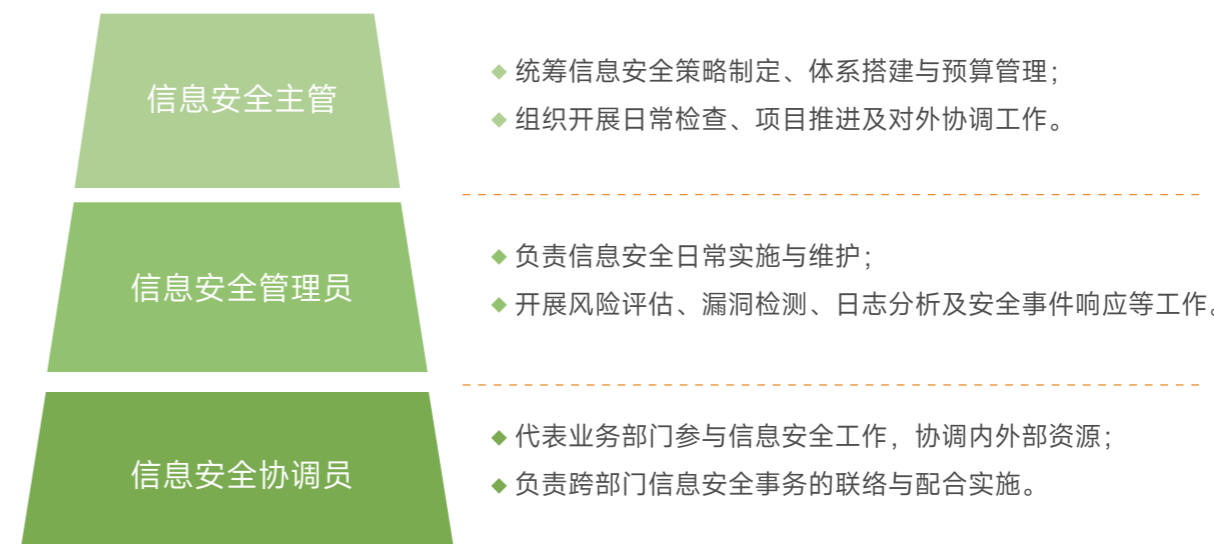 信息安全主管
统筹信息安全策略制定、体系搭建与预算管理；
组织开展日常检查、项目推进及对外协调工作。
信息安全管理员
负责信息安全日常实施与维护；
开展风险评估、漏洞检测、日志分析及安全事件响应等工作。
信息安全协调员
代表业务部门参与信息安全工作，协调内外部资源；
负责跨部门信息安全事务的联络与配合实施。